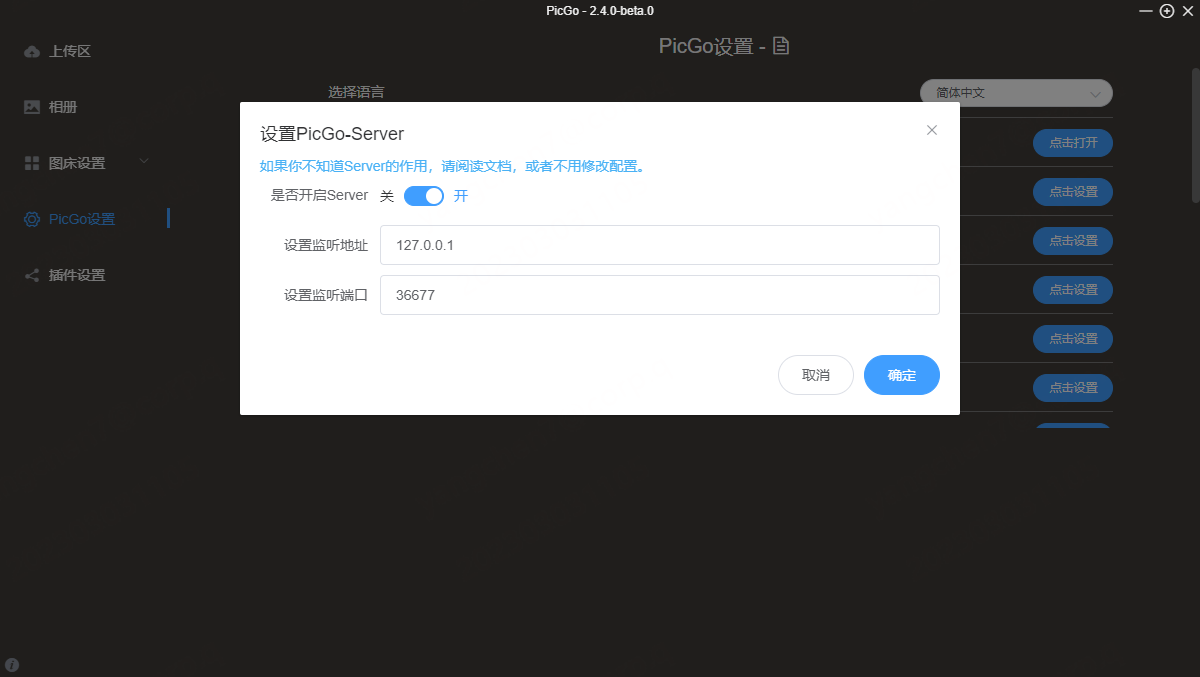 PicGo - 2.4.0-beta.0
上传区
相册
图床设置
PicGo设置
插件设置
PicGo设置 -
选择语言
简体中文
点击打开
点击设置
点击设置
点击设置
点击设置
点击设置
设置PicGo-Server
如果你不知道Server的作用，请阅读文档，或者不用修改配置。
是否开启Server 关 开
设置监听地址 127.0.0.1
设置监听端口 36677
取消 确定